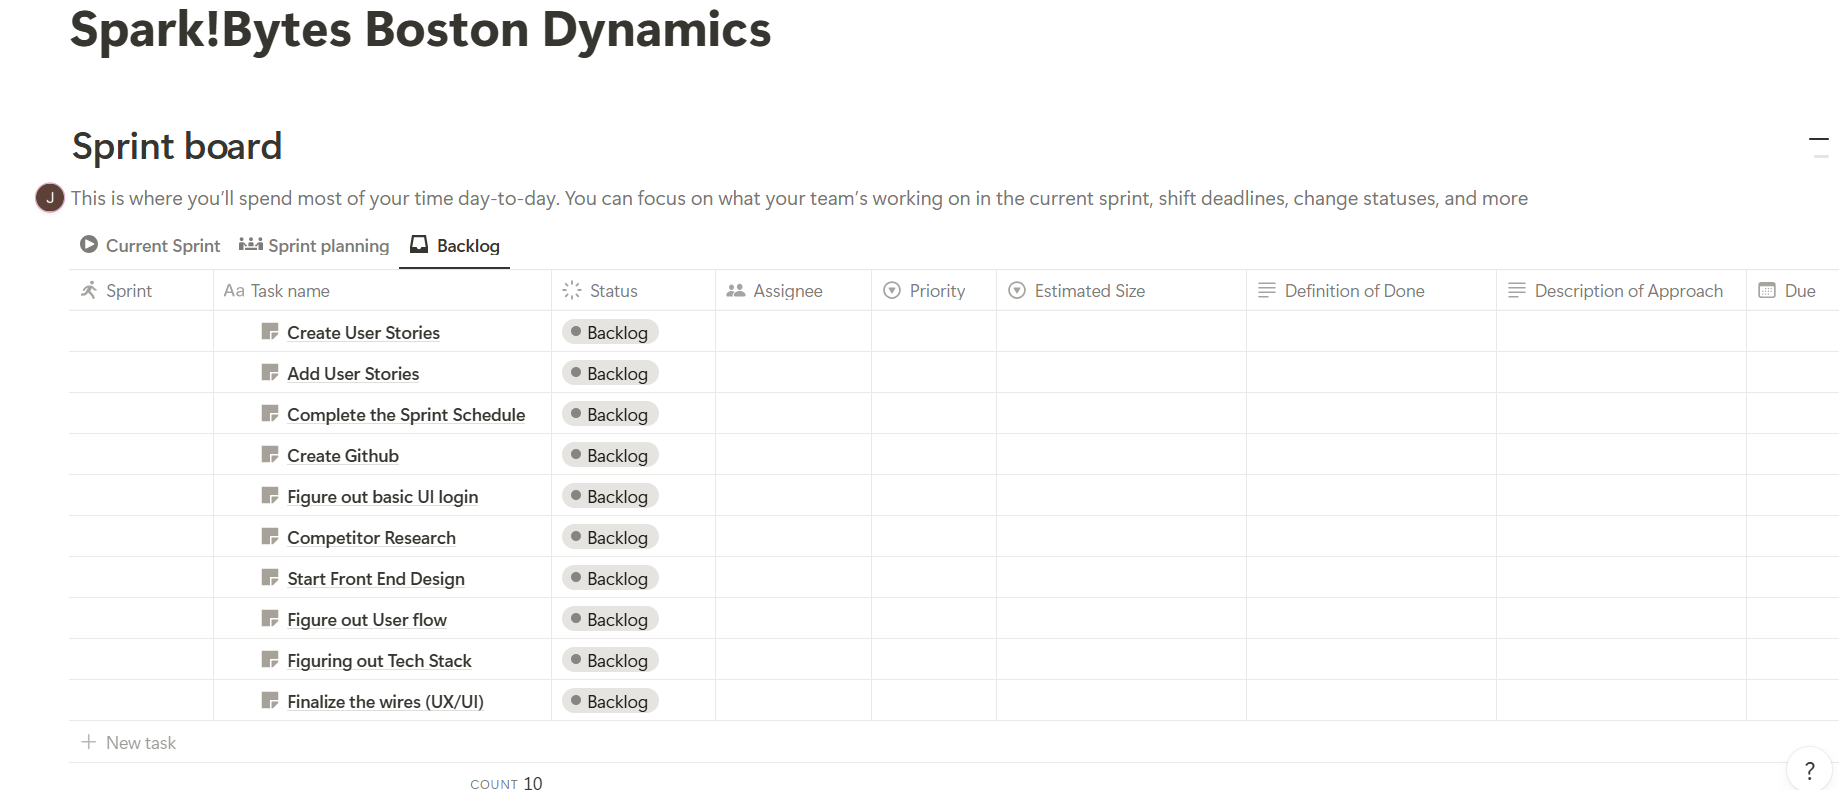 Spark!Bytes Boston Dynamics
Sprint board
J This is where you’ll spend most of your time day-to-day. You can focus on what your team’s working on in the current sprint, shift deadlines, change statuses, and more
Current Sprint Sprint planning Backlog
Sprint Aa Task name Status Assignee Priority Estimated Size Definition of Done Description of Approach Due
Create User Stories Backlog
Add User Stories Backlog
Complete the Sprint Schedule Backlog
Create Github Backlog
Figure out basic UI login Backlog
Competitor Research Backlog
Start Front End Design Backlog
Figure out User flow Backlog
Figuring out Tech Stack Backlog
Finalize the wires (UX/UI) Backlog
+ New task
COUNT 10
?